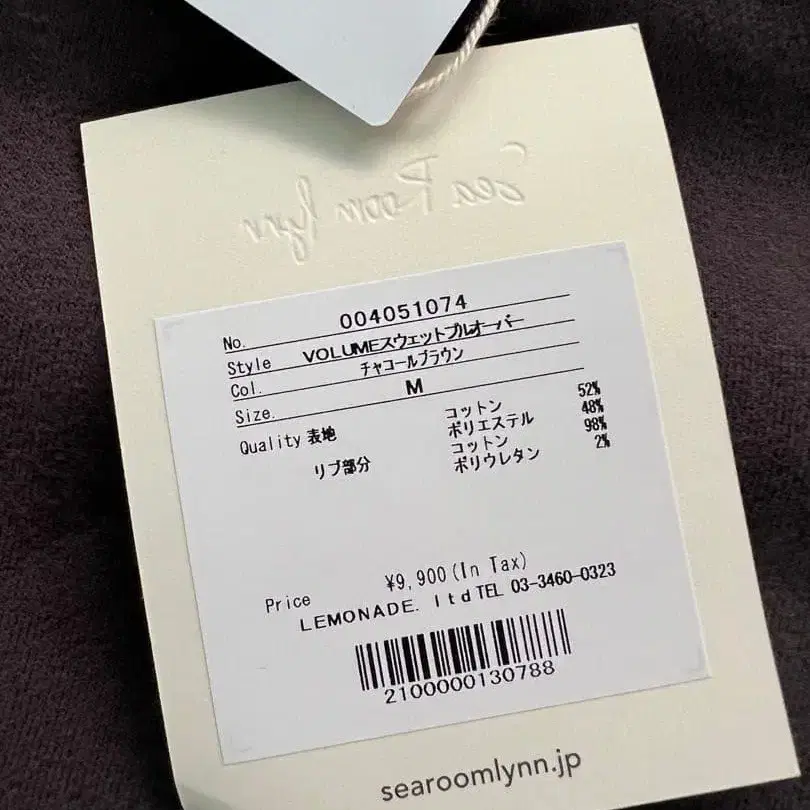 Sea Room lynn
No. 004051074
Style VOLUMEスウェットプルオーバー
Col. チャコールブラウン
Size. M
Quality 表地 コットン 52%
ポリエステル 48%
リブ部分 コットン 98%
ポリウレタン 2%
Price ¥9,900(In Tax)
LEMONADE. ltd TEL 03-3460-0323
2100000130788
searoomlynn.jp